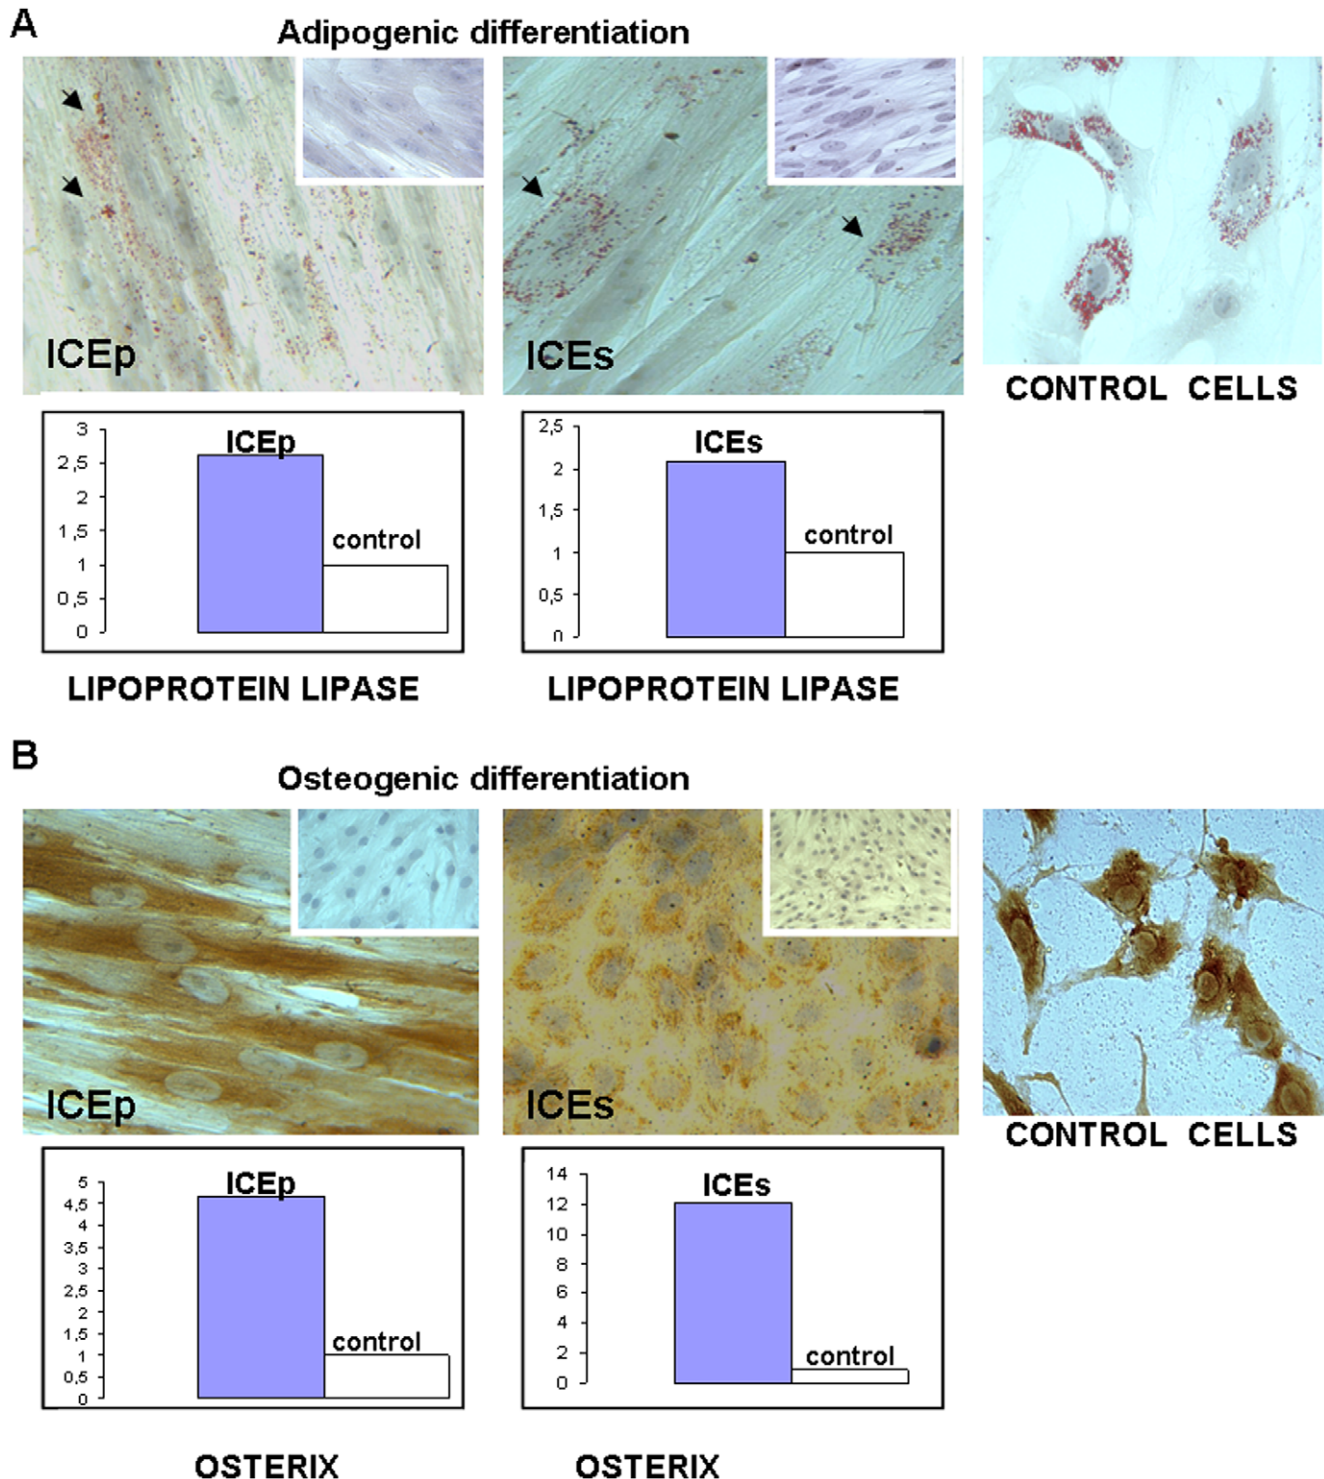 A
Adipogenic differentiation
ICEp
ICEs
CONTROL CELLS
3
2,5
2
1,5
1
0,5
0
ICEp
control
2,5
2
1,5
1
0,5
0
ICEs
control
LIPOPROTEIN LIPASE
LIPOPROTEIN LIPASE
B
Osteogenic differentiation
ICEp
ICEs
CONTROL CELLS
5
4,5
4
3,5
3
2,5
2
1,5
1
0,5
0
ICEp
control
14
12
10
8
6
4
2
0
ICEs
control
OSTERIX
OSTERIX